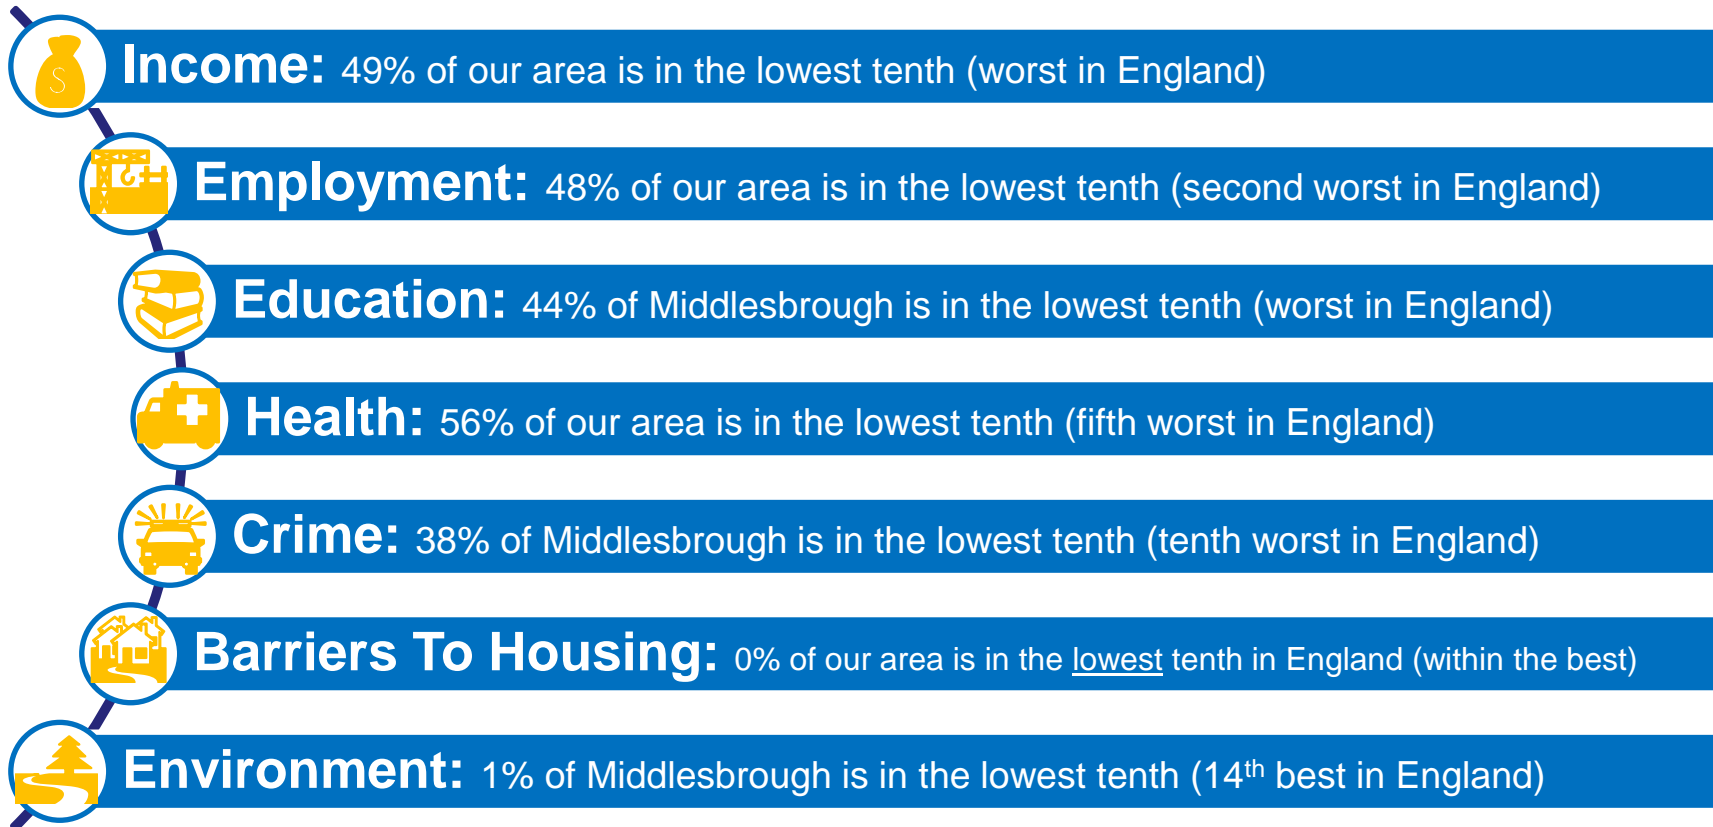 Income: 49% of our area is in the lowest tenth (worst in England)
Employment: 48% of our area is in the lowest tenth (second worst in England)
Education: 44% of Middlesbrough is in the lowest tenth (worst in England)
Health: 56% of our area is in the lowest tenth (fifth worst in England)
Crime: 38% of Middlesbrough is in the lowest tenth (tenth worst in England)
Barriers To Housing: 0% of our area is in the lowest tenth in England (within the best)
Environment: 1% of Middlesbrough is in the lowest tenth (14th best in England)